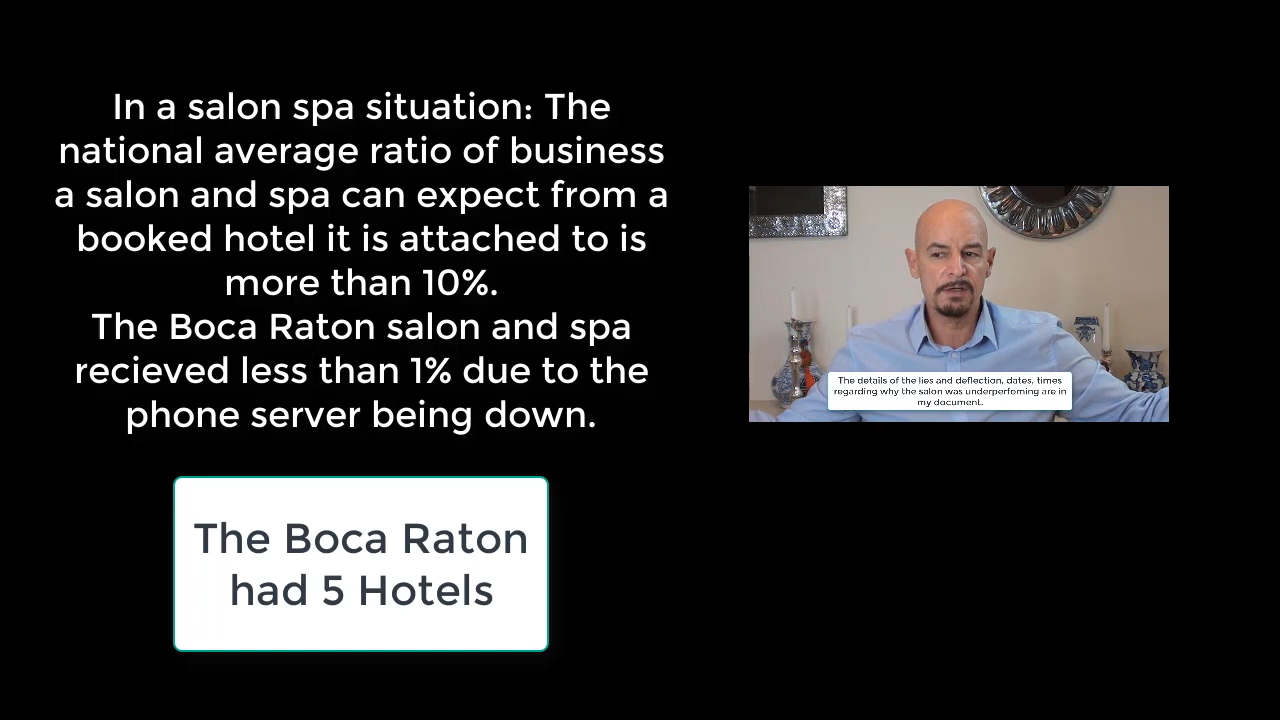 In a salon spa situation: The
national average ratio of business
a salon and spa can expect from a
booked hotel it is attached to is
more than 10%.
The Boca Raton salon and spa
recieved less than 1% due to the
phone server being down.
The Boca Raton
had 5 Hotels
The details of the lies and deflection, dates, times
regarding why the salon was underperfoming are in
my document.